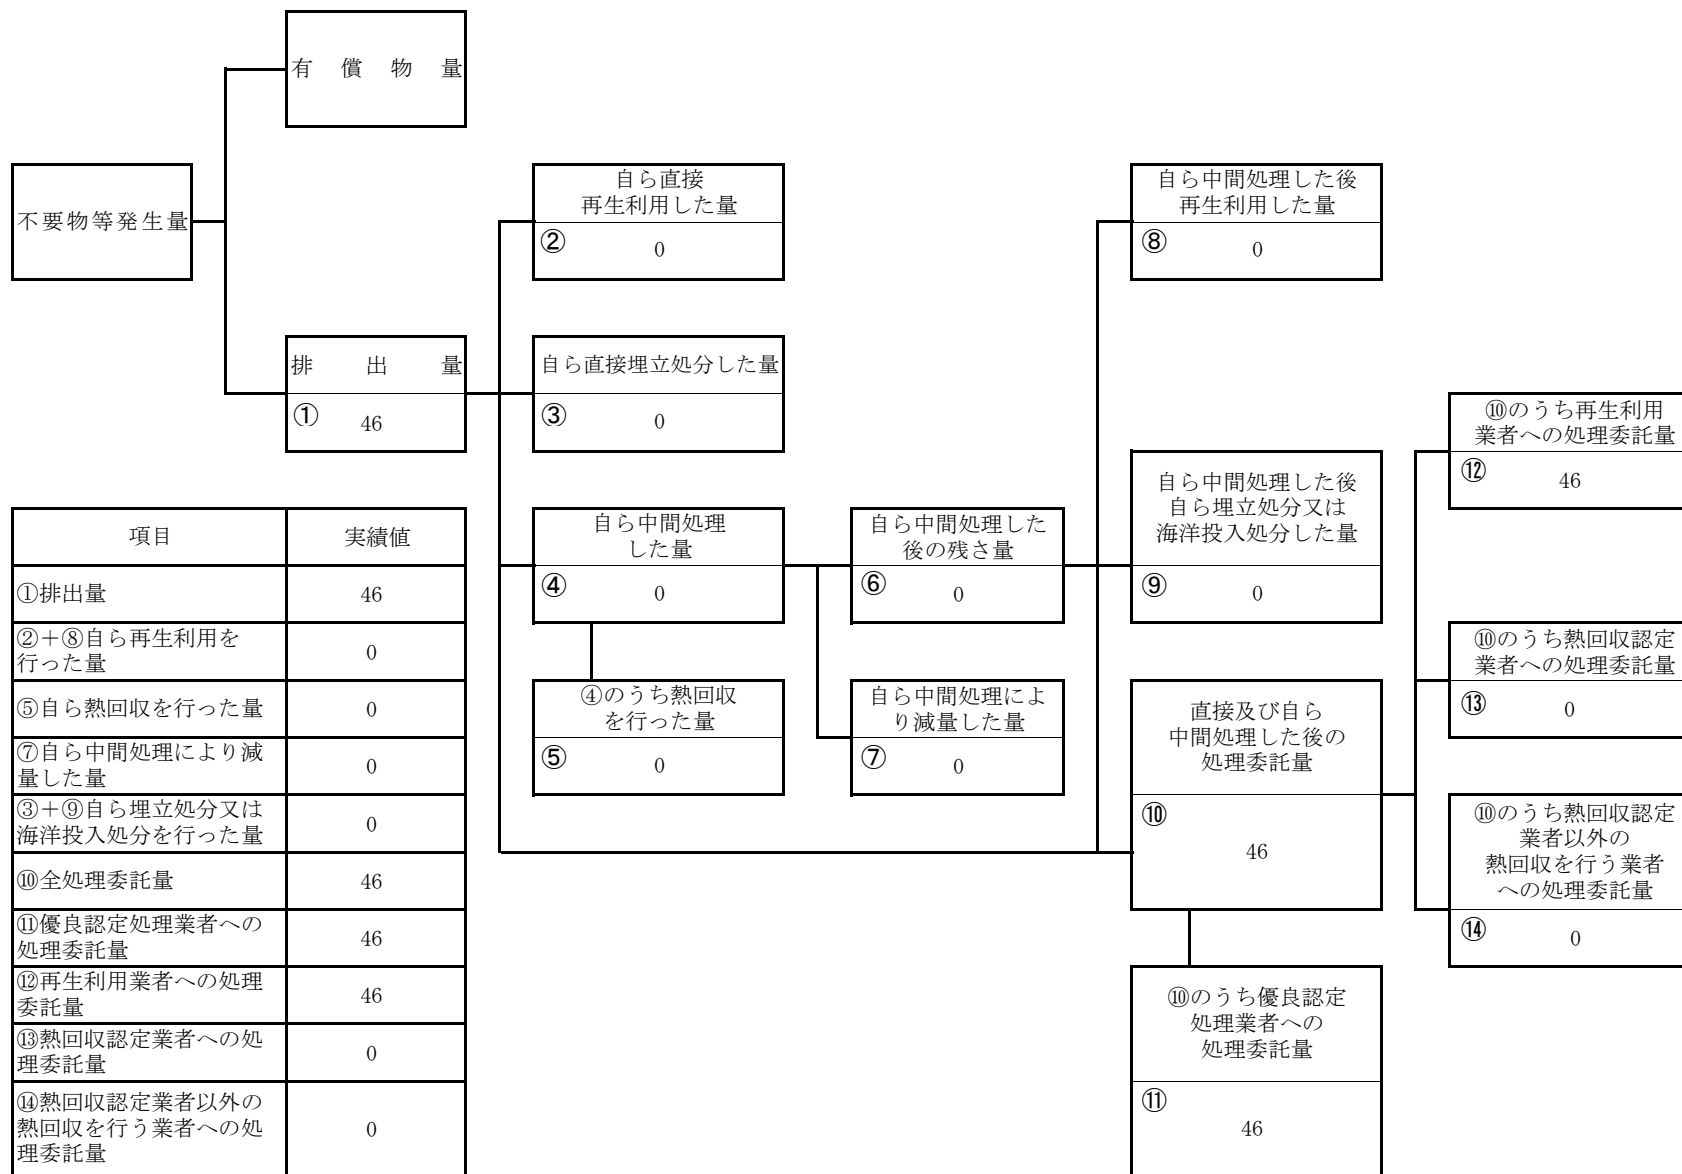 有償物量
不要物等発生量
排出量
① 46
自ら直接
再生利用した量
② 0
自ら直接埋立処分した量
③ 0
自ら中間処理
した量
④ 0
④のうち熱回収
を行った量
⑤ 0
自ら中間処理した
後の残さ量
⑥ 0
自ら中間処理によ
り減量した量
⑦ 0
自ら中間処理した後
再生利用した量
⑧ 0
自ら中間処理した後
自ら埋立処分又は
海洋投入処分した量
⑨ 0
直接及び自ら
中間処理した後の
処理委託量
⑩
46
⑩のうち優良認定
処理業者への
処理委託量
⑪
46
⑩のうち再生利用
業者への処理委託量
⑫ 46
⑩のうち熱回収認定
業者への処理委託量
⑬ 0
⑩のうち熱回収認定
業者以外の
熱回収を行う業者
への処理委託量
⑭ 0
項目 実績値
①排出量 46
②+⑧自ら再生利用を
行った量 0
⑤自ら熱回収を行った量 0
⑦自ら中間処理により減
量した量 0
③+⑨自ら埋立処分又は
海洋投入処分を行った量 0
⑩全処理委託量 46
⑪優良認定処理業者への
処理委託量 46
⑫再生利用業者への処理
委託量 46
⑬熱回収認定業者への処
理委託量 0
⑭熱回収認定業者以外の
熱回収を行う業者への処
理委託量 0